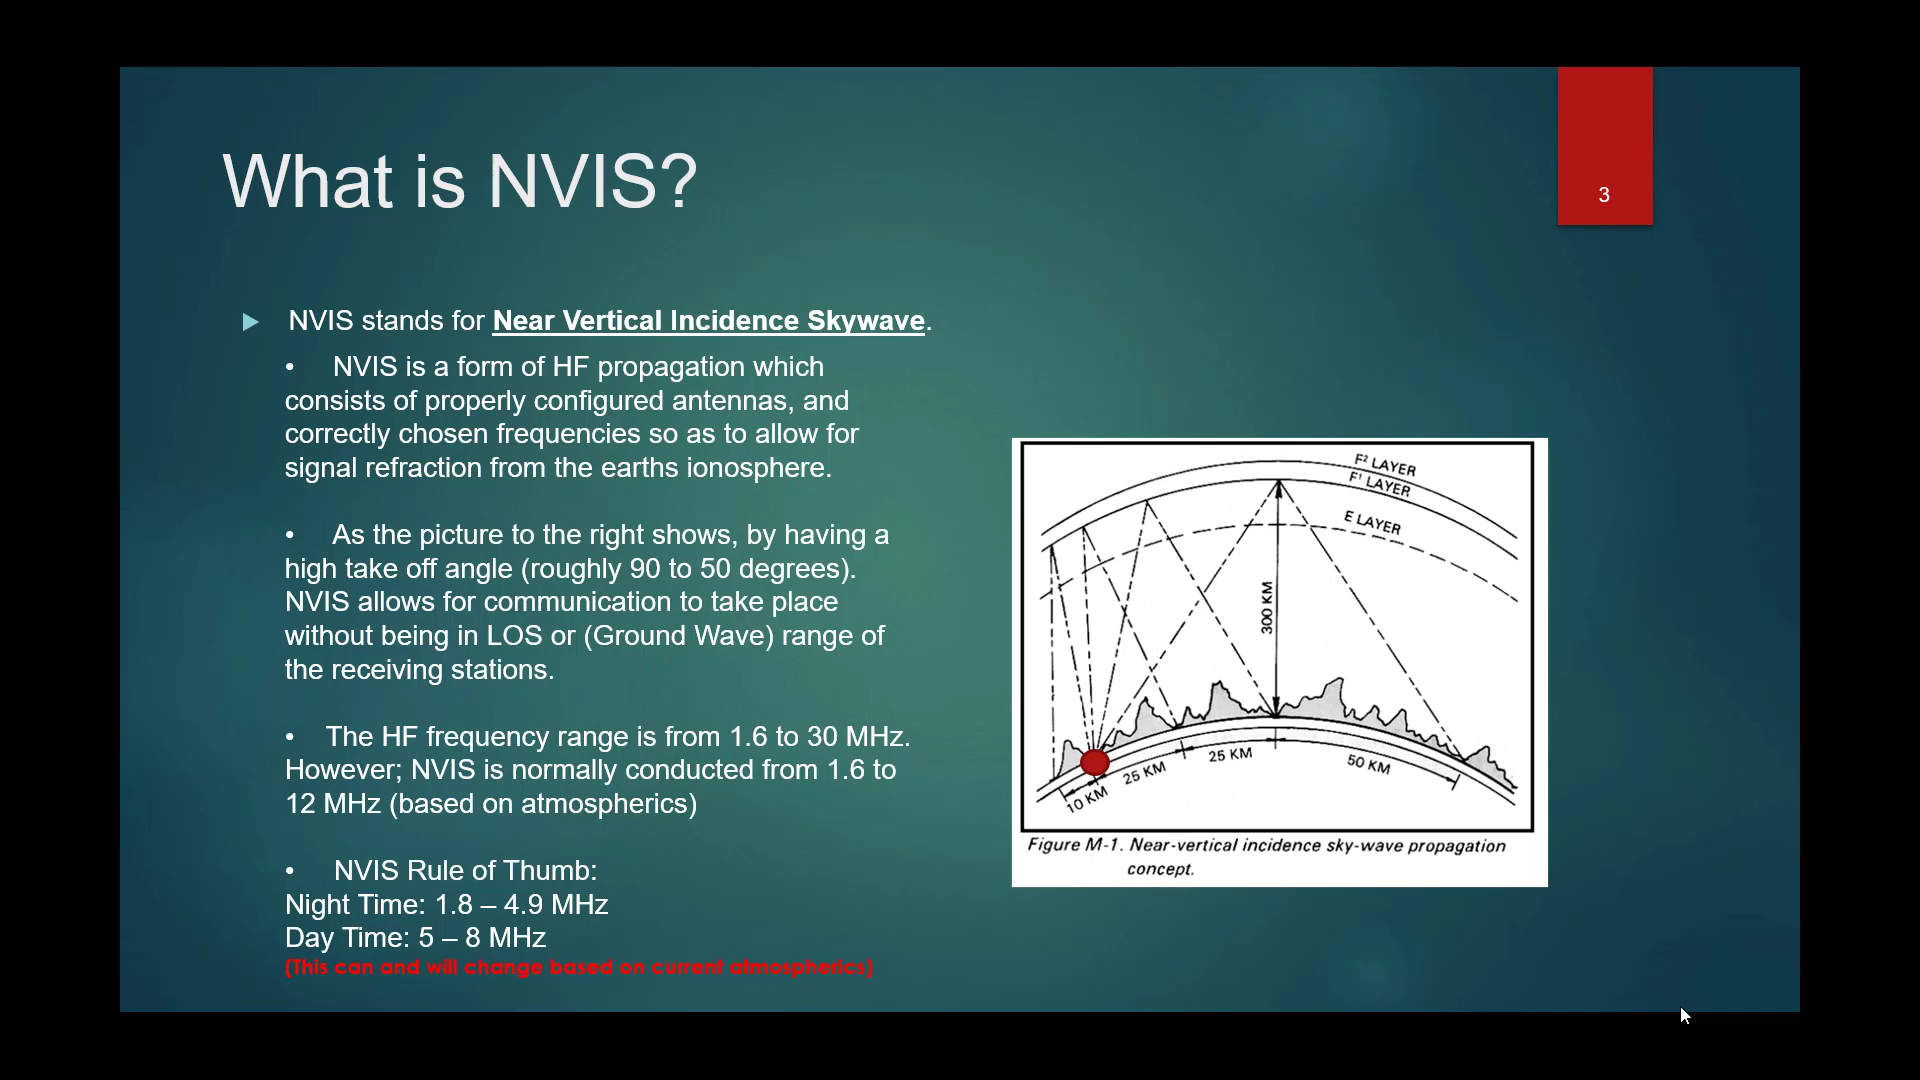 What is NVIS?
3
NVIS stands for Near Vertical Incidence Skywave.
• NVIS is a form of HF propagation which
consists of properly configured antennas, and
correctly chosen frequencies so as to allow for
signal refraction from the earths ionosphere.
• As the picture to the right shows, by having a
high take off angle (roughly 90 to 50 degrees).
NVIS allows for communication to take place
without being in LOS or (Ground Wave) range of
the receiving stations.
• The HF frequency range is from 1.6 to 30 MHz.
However; NVIS is normally conducted from 1.6 to
12 MHz (based on atmospherics)
• NVIS Rule of Thumb:
Night Time: 1.8 – 4.9 MHz
Day Time: 5 – 8 MHz
(This can and will change based on current atmospherics)
F² LAYER
F¹ LAYER
E LAYER
300 KM
10 KM
25 KM
25 KM
50 KM
Figure M-1. Near-vertical incidence sky-wave propagation
concept.